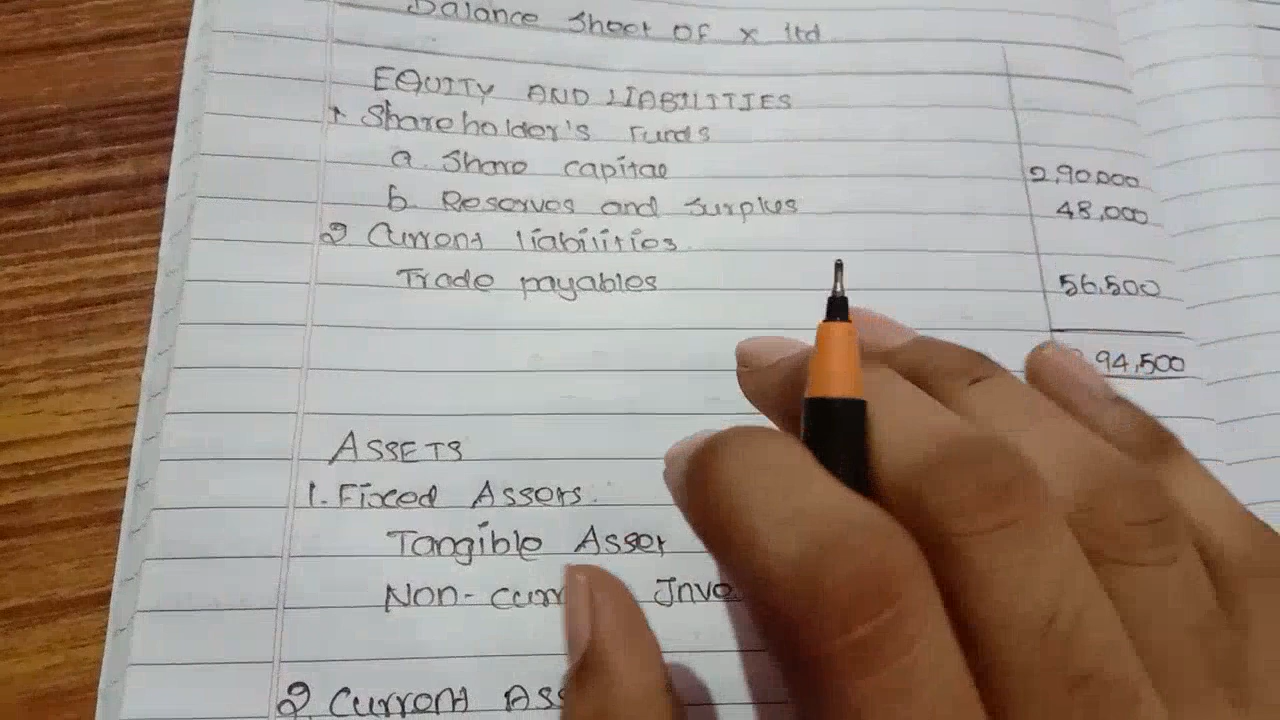 Balance Sheet OF x ltd
EQUITY AND LIABILITIES
1 Shareholder's Funds
a. Share capital 2,90,000
b. Reserves and surplus 48,000
2 Current liabilities
Trade payables 56,500
94,500
ASSETS
1. Fixed Assets.
Tangible Asset
Non-
2. Current